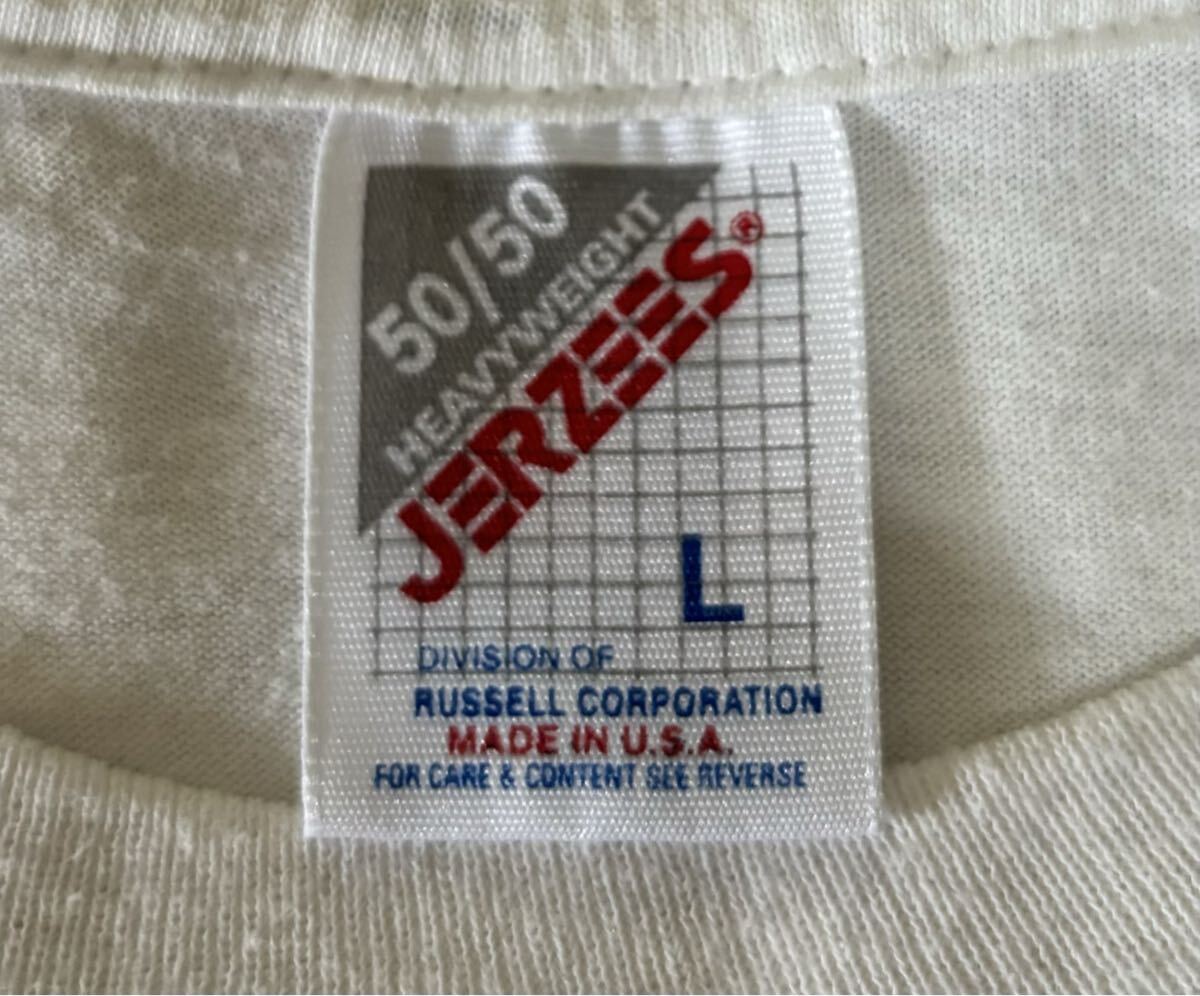 50/50
HEAVYWEIGHT
JERZEES®
L
DIVISION OF
RUSSELL CORPORATION
MADE IN U.S.A.
FOR CARE & CONTENT SEE REVERSE